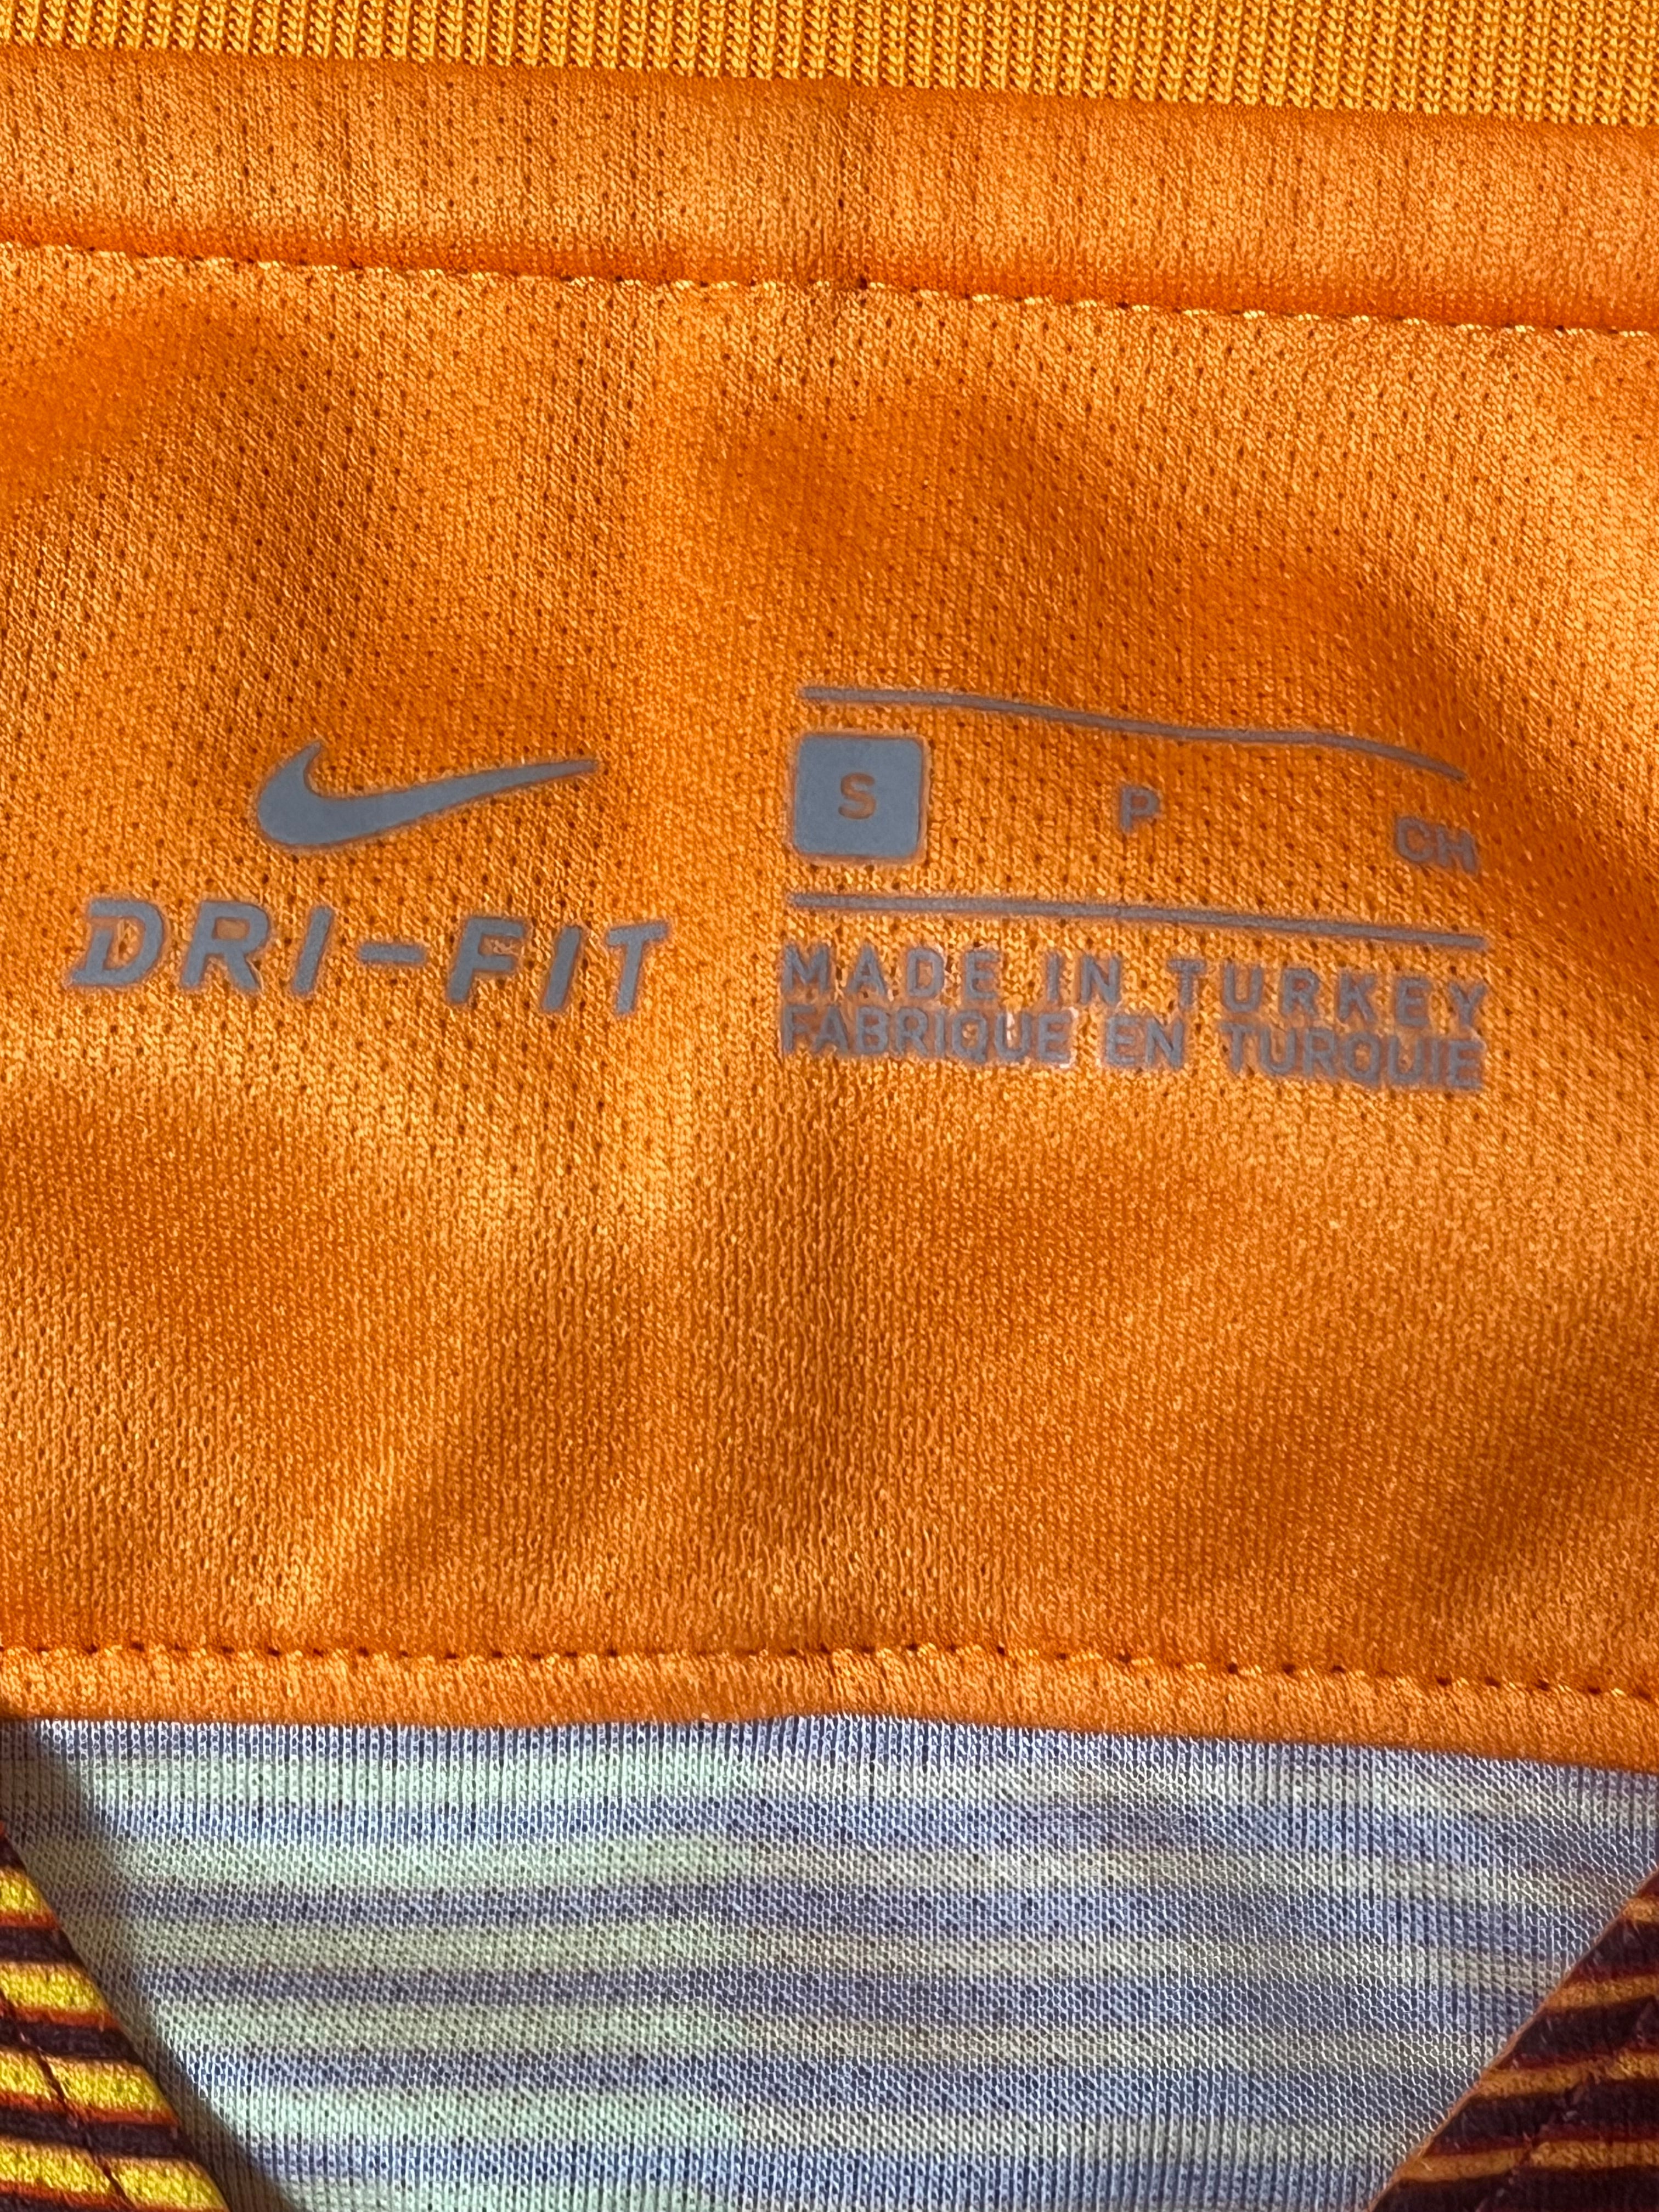 DRI-FIT
S P CH
MADE IN TURKEY
FABRIQUE EN TURQUIE